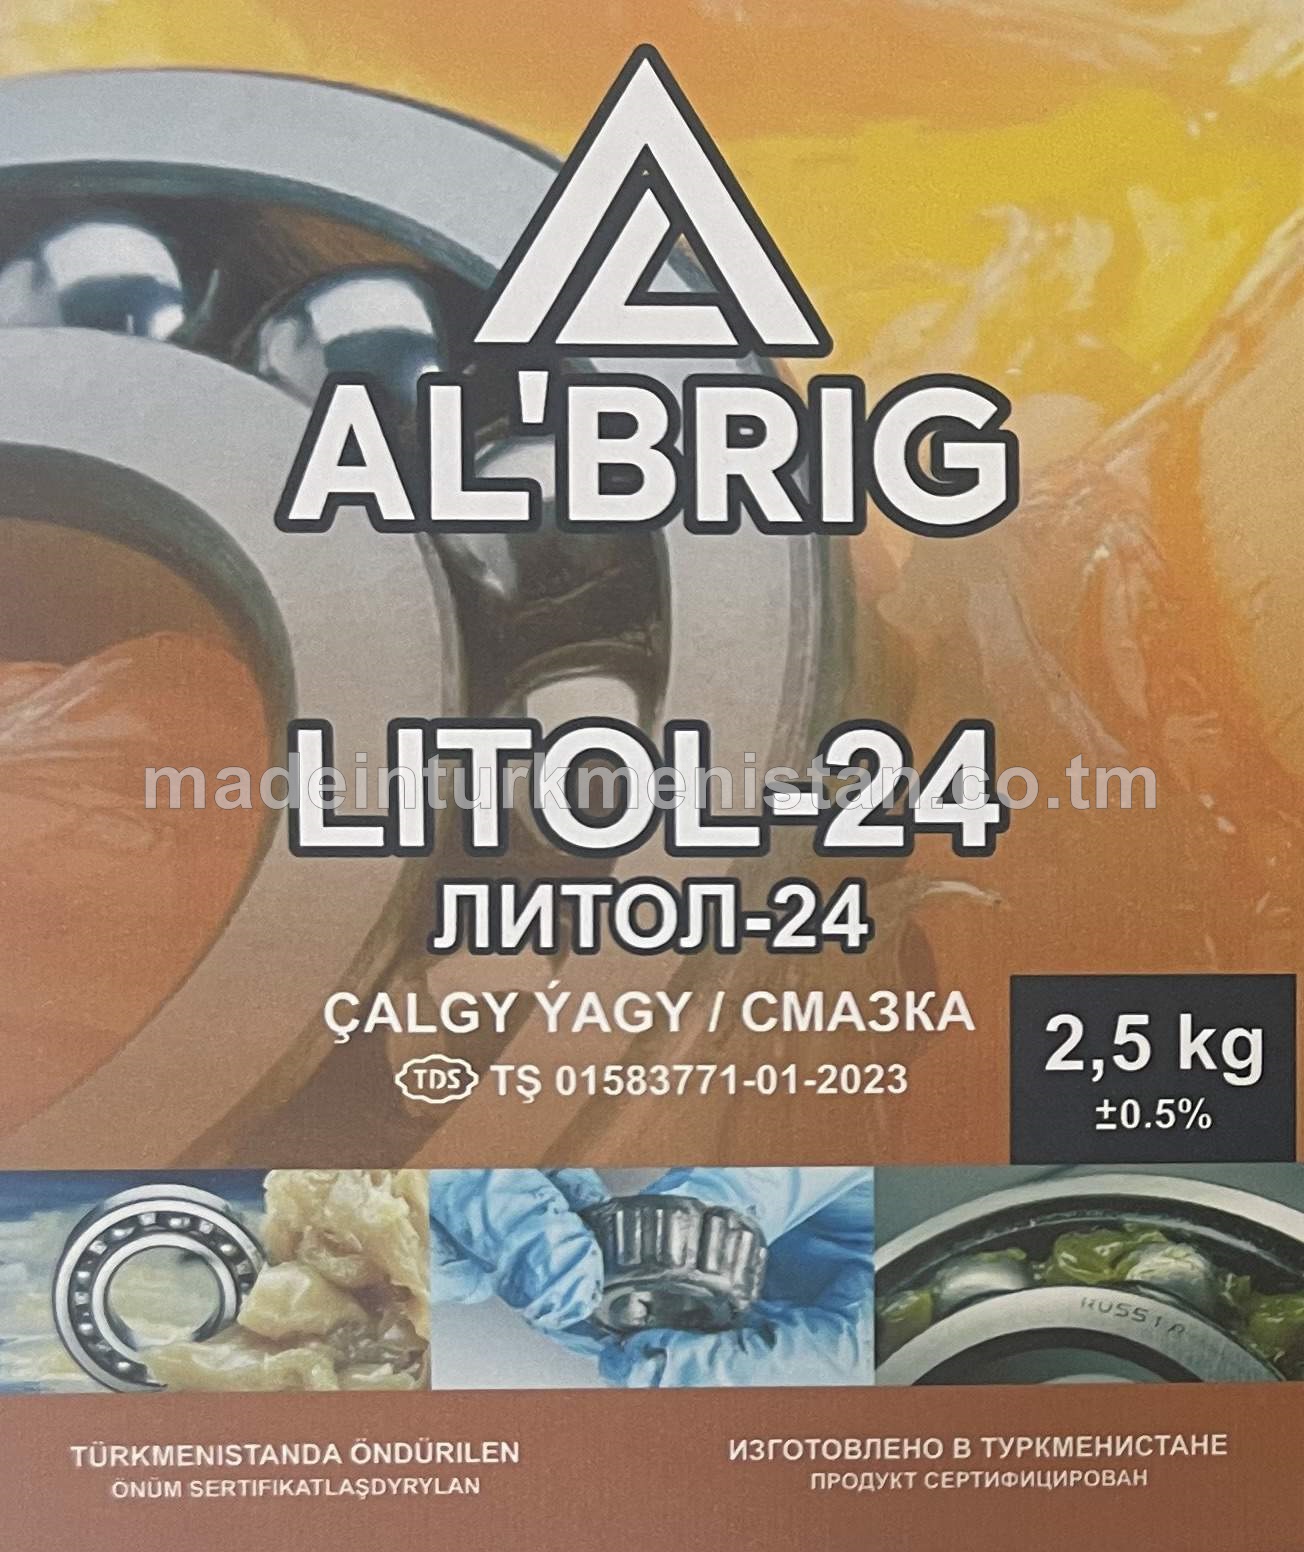 AL'BRIG
LITOL-24
madeinturkmenistan.co.tm
ЛИТОЛ-24
ÇALGY ÝAGY / СМАЗКА
TDS TŞ 01583771-01-2023
2,5 kg
±0.5%
RUSSIA
TÜRKMENISTANDA ÖNDÜRILEN
ÖNÜM SERTIFIKATLAŞDYRYLAN
ИЗГОТОВЛЕНО В ТУРКМЕНИСТАНЕ
ПРОДУКТ СЕРТИФИЦИРОВАН